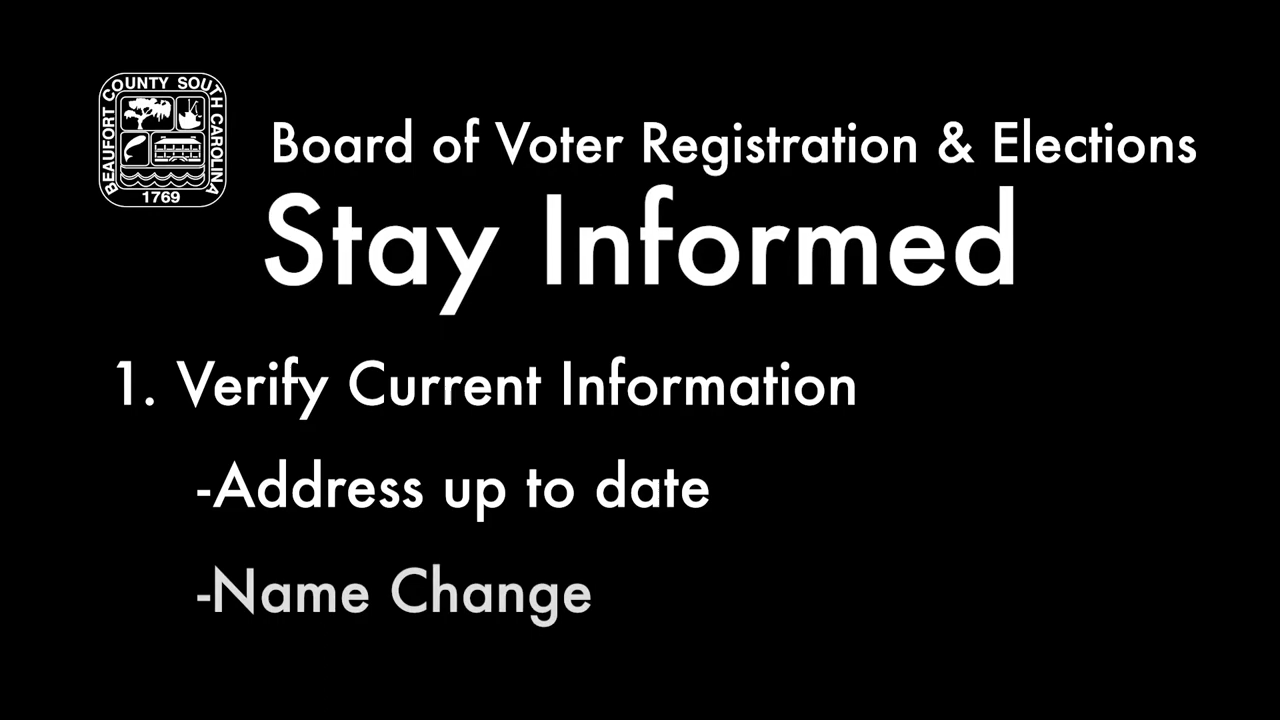 BEAUFORT COUNTY SOUTH CAROLINA
1769
Board of Voter Registration & Elections
Stay Informed
1. Verify Current Information
-Address up to date
-Name Change